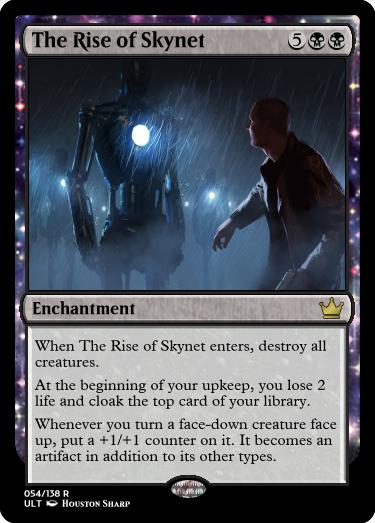 The Rise of Skynet 5
Enchantment
When The Rise of Skynet enters, destroy all
creatures.
At the beginning of your upkeep, you lose 2
life and cloak the top card of your library.
Whenever you turn a face-down creature face
up, put a +1/+1 counter on it. It becomes an
artifact in addition to its other types.
054/138 R
ULT Houston Sharp